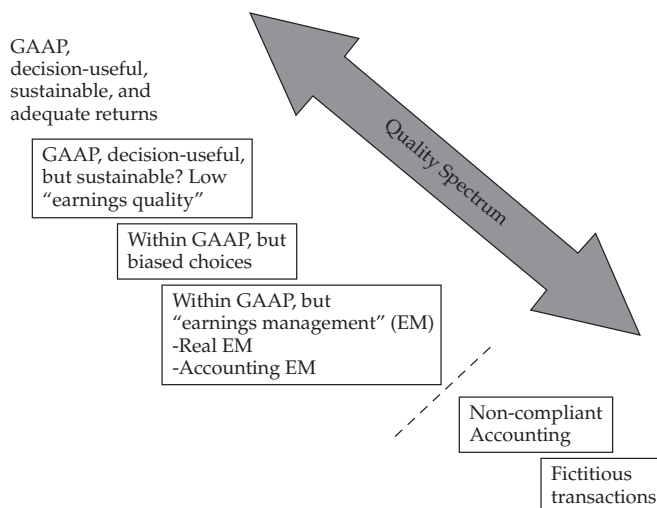 GAAP,
decision-useful,
sustainable, and
adequate returns
GAAP, decision-useful,
but sustainable? Low
“earnings quality”
Within GAAP, but
biased choices
Within GAAP, but
“earnings management” (EM)
-Real EM
-Accounting EM
Non-compliant
Accounting
Fictitious
transactions
Quality Spectrum